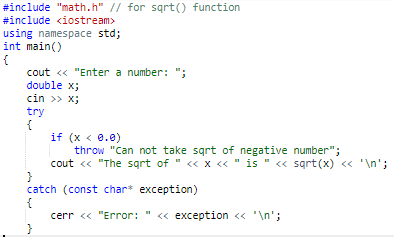 #include "math.h" // for sqrt() function
#include <iostream>
using namespace std;
int main()
{
    cout << "Enter a number: ";
    double x;
    cin >> x;
    try
    {
        if (x < 0.0)
            throw "Can not take sqrt of negative number";
        cout << "The sqrt of " << x << " is " << sqrt(x) << '\n';
    }
    catch (const char* exception)
    {
        cerr << "Error: " << exception << '\n';
    }